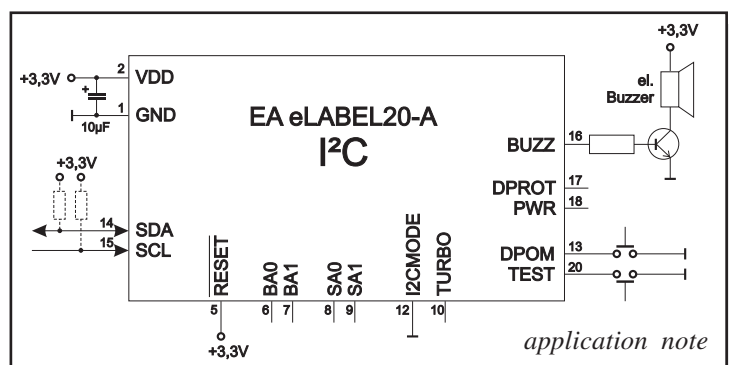 +3,3V
+3,3V
2
VDD
+
10µF
1
GND
EA eLABEL20-A
I²C
el.
Buzzer
BUZZ
16
+3,3V
DPROT
17
PWR
18
14
SDA
15
SCL
DPOM
13
TEST
20
RESET
BA0
BA1
SA0
SA1
I2CMODE
TURBO
5
6
7
8
9
12
10
+3,3V
application note